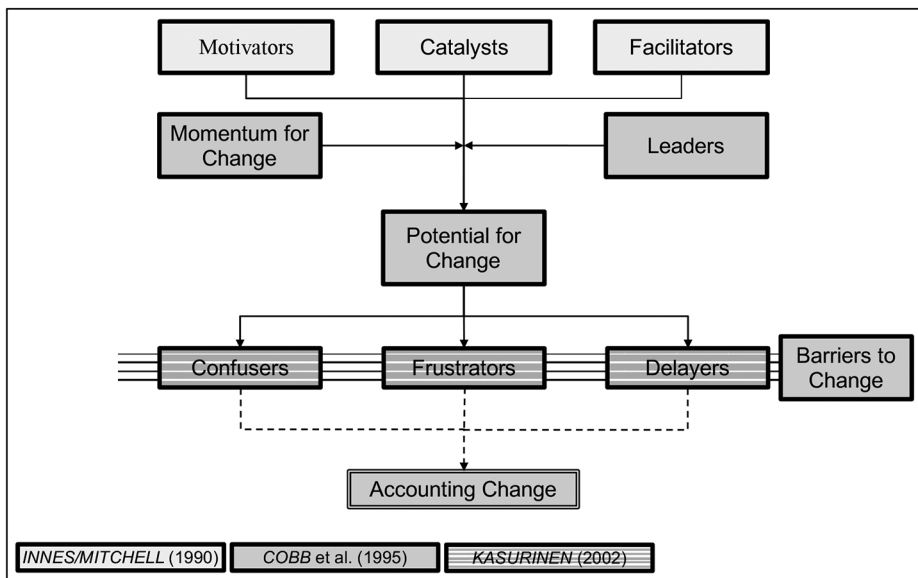 Motivators
Catalysts
Facilitators
Momentum for
Change
Leaders
Potential for
Change
Confusers
Frustrators
Delayers
Barriers to
Change
Accounting Change
INNES/MITCHELL (1990)
COBB et al. (1995)
KASURINEN (2002)